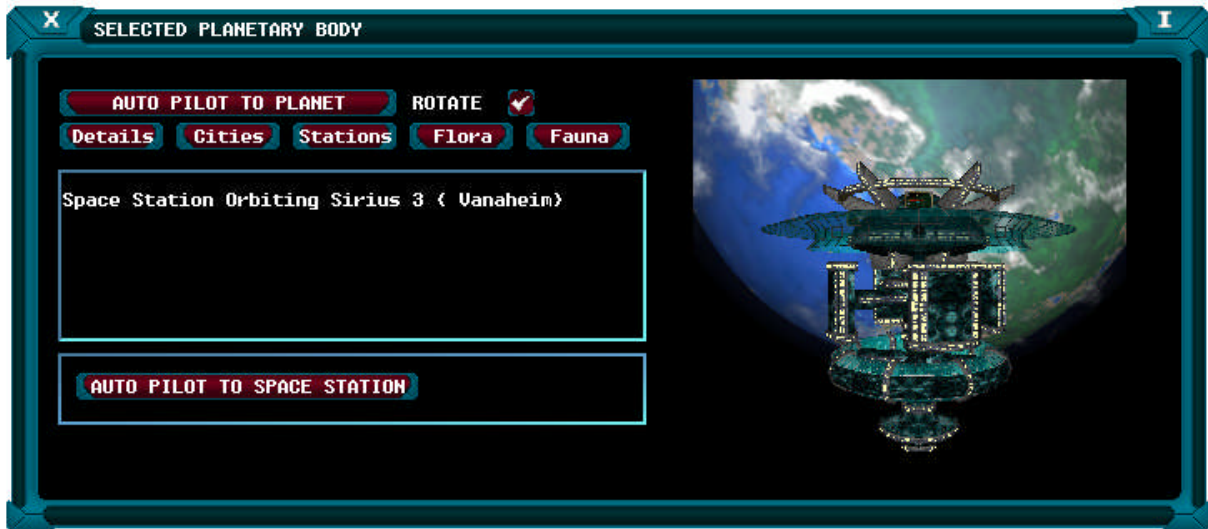 X SELECTED PLANETARY BODY I
AUTO PILOT TO PLANET ROTATE
Details Cities Stations Flora Fauna
Space Station Orbiting Sirius 3 ( Vanaheim)
AUTO PILOT TO SPACE STATION